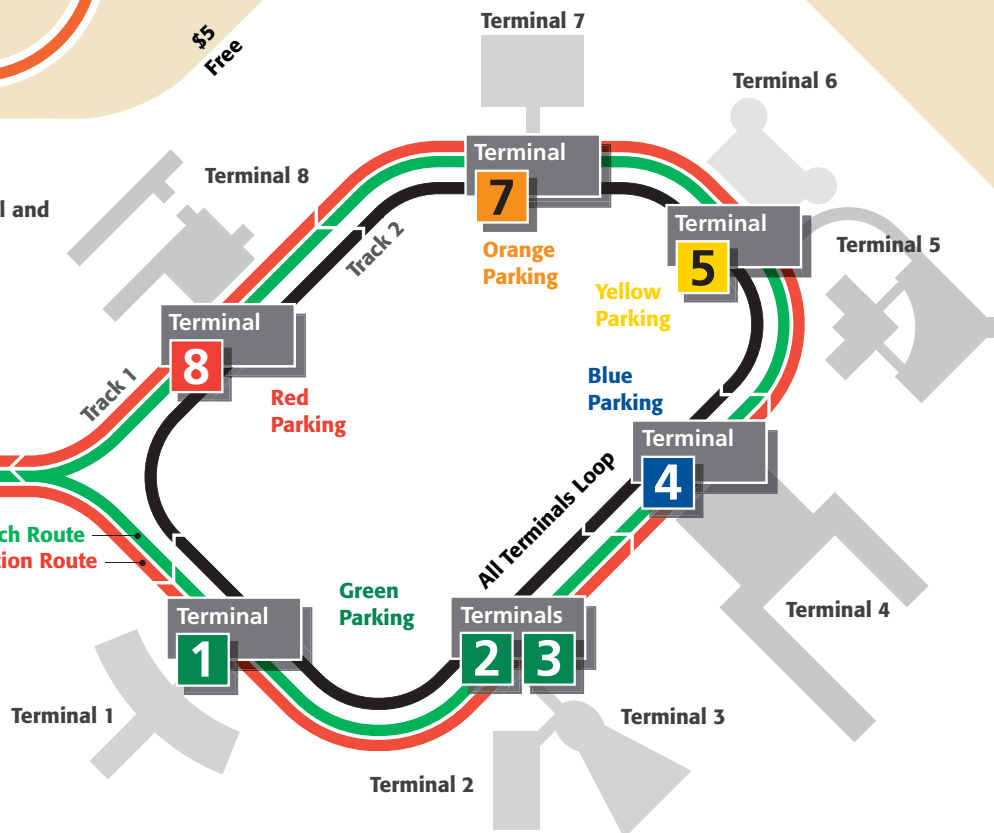 Terminal 7
$5
Free
Terminal 6
Terminal
7
Terminal 8
l and
Terminal
5
Track 2
Orange
Parking
Terminal 5
Yellow
Parking
Terminal
8
Track 1
Red
Parking
Blue
Parking
Terminal
4
All Terminals Loop
ch Route
tion Route
Green
Parking
Terminal
1
Terminals
2 3
Terminal 4
Terminal 1
Terminal 3
Terminal 2